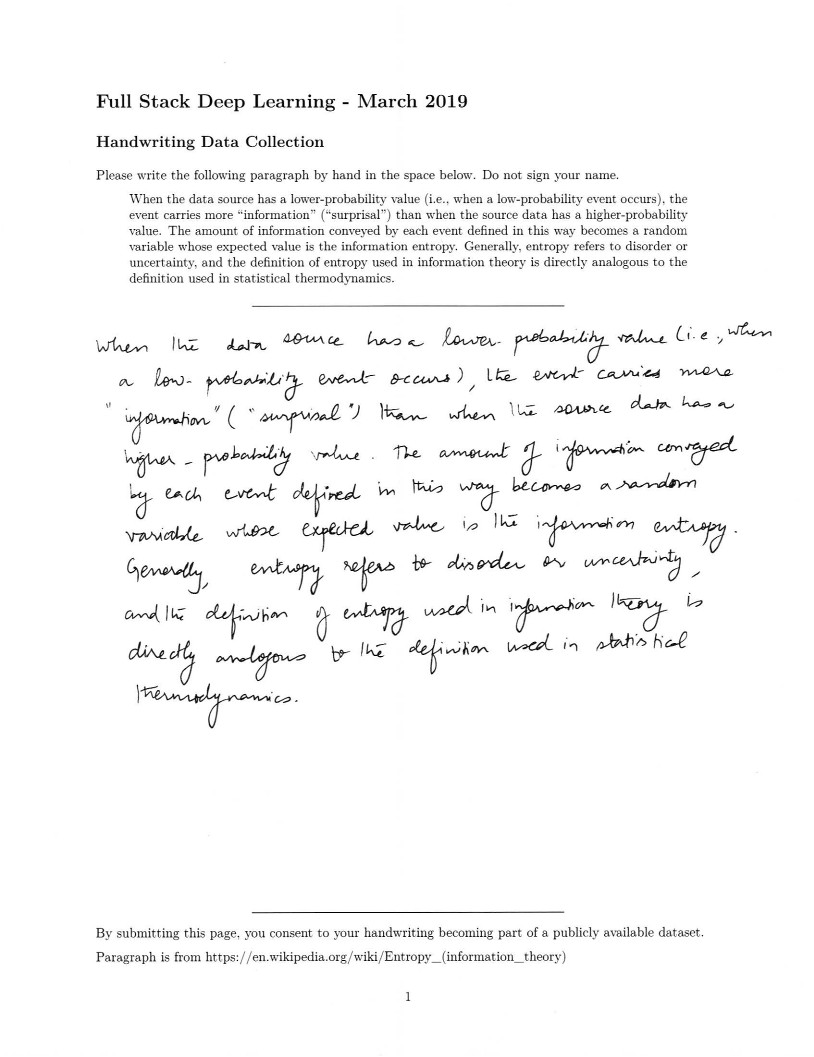 Full Stack Deep Learning - March 2019
Handwriting Data Collection
Please write the following paragraph by hand in the space below. Do not sign your name.
When the data source has a lower-probability value (i.e., when a low-probability event occurs), the
event carries more “information” (“surprisal”) than when the source data has a higher-probability
value. The amount of information conveyed by each event defined in this way becomes a random
variable whose expected value is the information entropy. Generally, entropy refers to disorder or
uncertainty, and the definition of entropy used in information theory is directly analogous to the
definition used in statistical thermodynamics.
When the data source has a lower-probability value (i.e., when
a low-probability event occurs), the event carries more
"information" ("surprisal") than when the source data has a
higher-probability value. The amount of information conveyed
by each event defined in this way becomes a random
variable whose expected value is the information entropy.
Generally, entropy refers to disorder or uncertainty,
and the definition of entropy used in information theory is
directly analogous to the definition used in statistical
thermodynamics.
By submitting this page, you consent to your handwriting becoming part of a publicly available dataset.
Paragraph is from https://en.wikipedia.org/wiki/Entropy_(information_theory)
1